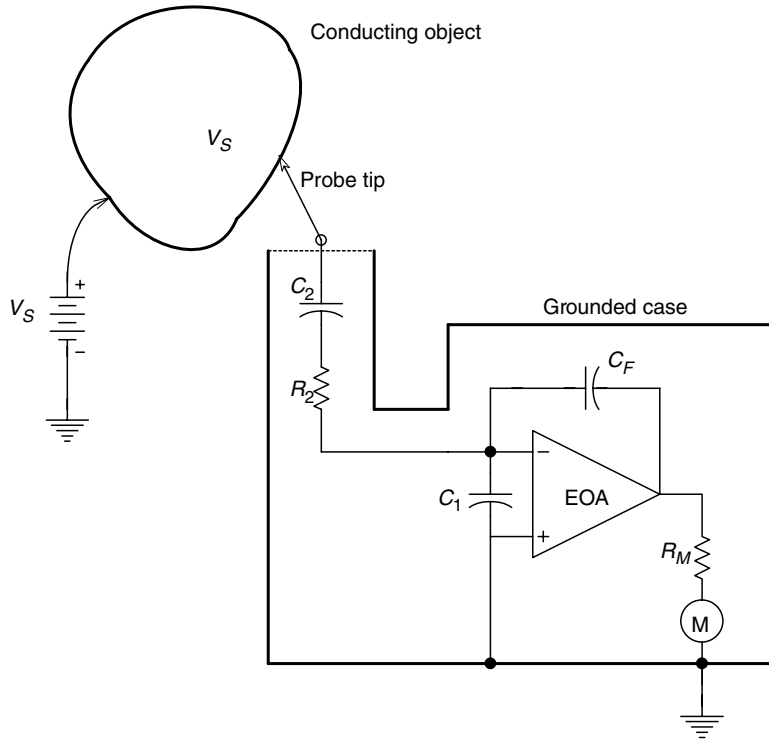 Conducting object
V_S
Probe tip
C_2
V_S
+
−
Grounded case
C_F
R_2
−
C_1
EOA
+
R_M
M